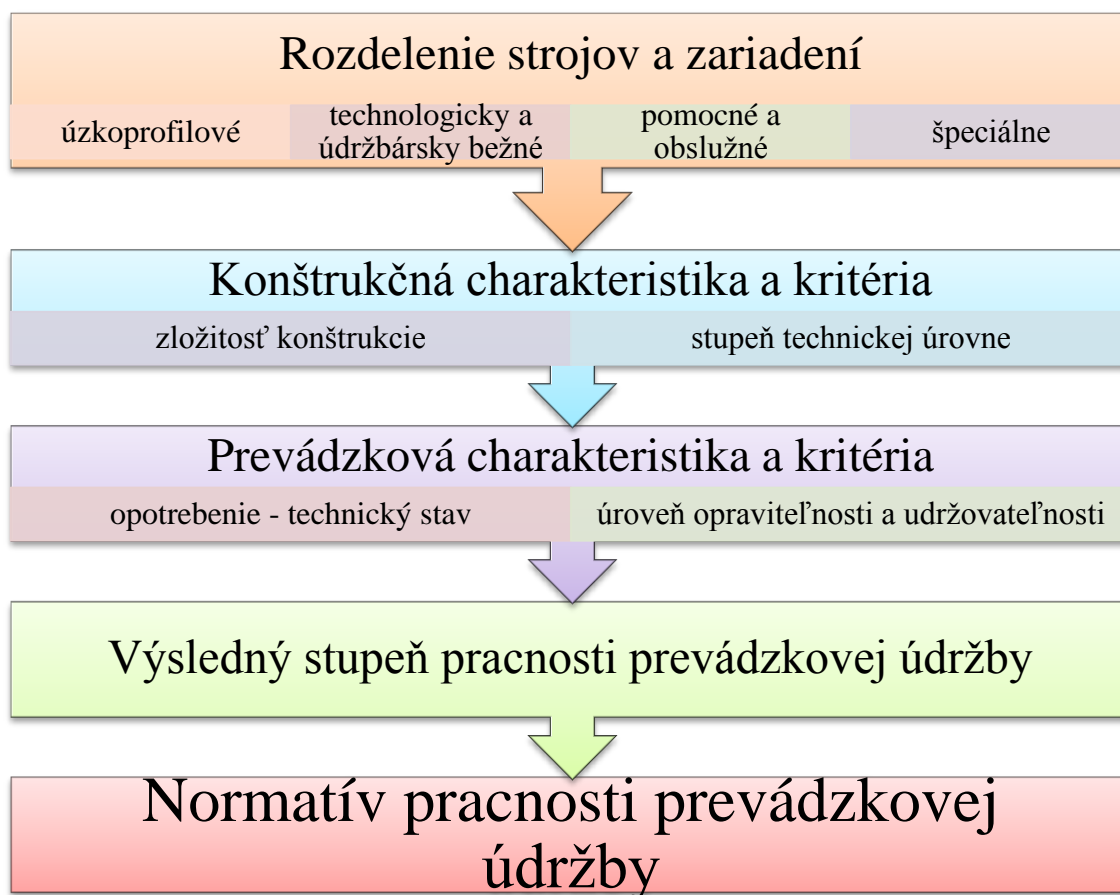 Rozdelenie strojov a zariadení
úzkoprofilové
technologicky a
údržbársky bežné
pomocné a
obslužné
špeciálne
Konštrukčná charakteristika a kritéria
zložitosť konštrukcie
stupeň technickej úrovne
Prevádzková charakteristika a kritéria
opotrebenie - technický stav
úroveň opraviteľnosti a udržovateľnosti
Výsledný stupeň pracnosti prevádzkovej údržby
Normatív pracnosti prevádzkovej
údržby